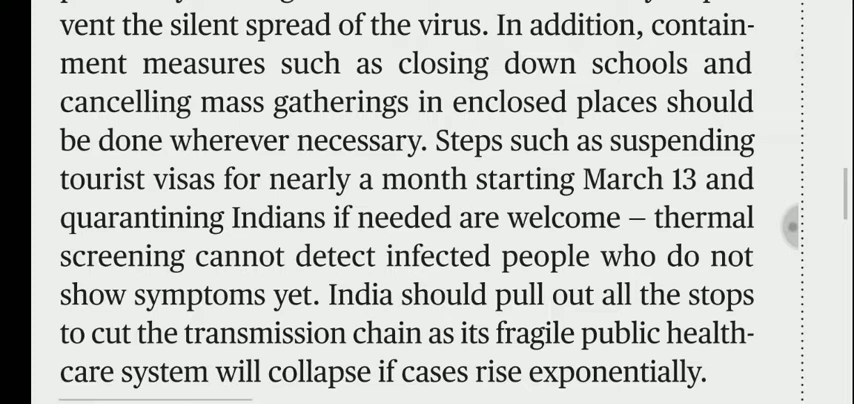 vent the silent spread of the virus. In addition, contain-
ment measures such as closing down schools and
cancelling mass gatherings in enclosed places should
be done wherever necessary. Steps such as suspending
tourist visas for nearly a month starting March 13 and
quarantining Indians if needed are welcome – thermal
screening cannot detect infected people who do not
show symptoms yet. India should pull out all the stops
to cut the transmission chain as its fragile public health-
care system will collapse if cases rise exponentially.